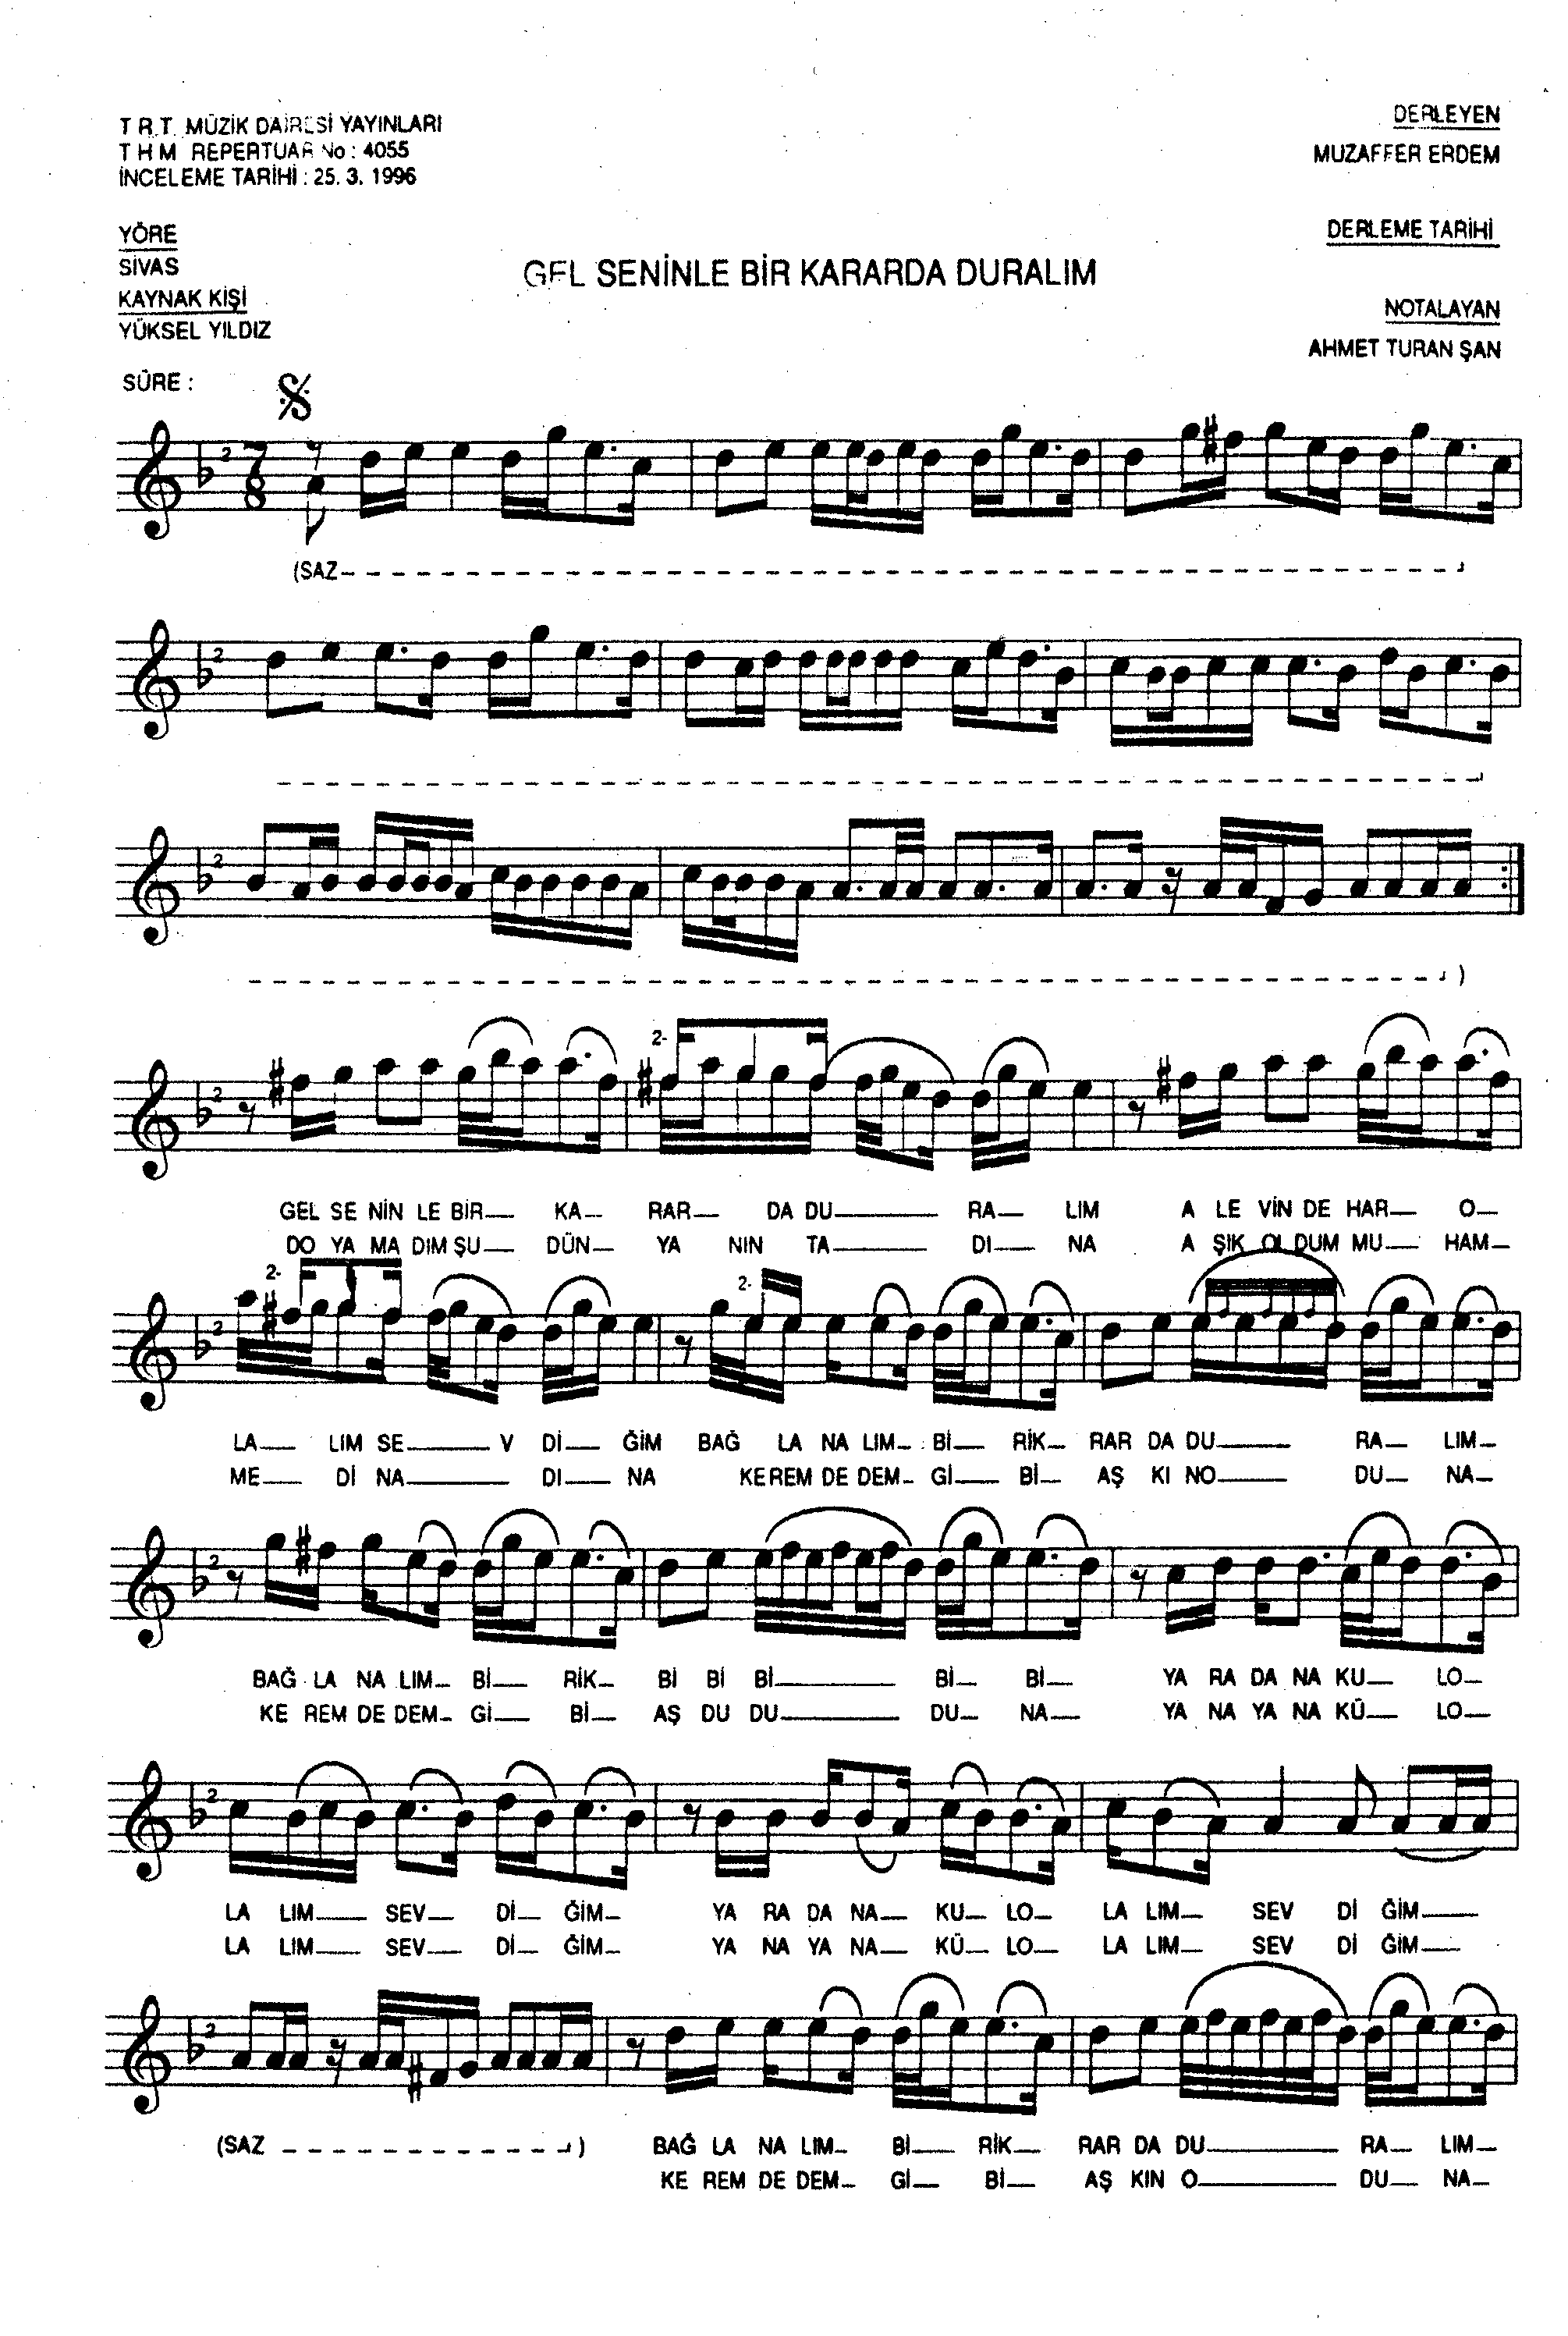 T R T MÜZİK DAİRESİ YAYINLARI
T H M REPERTUAR No : 4055
İNCELEME TARİHİ : 25. 3. 1996
DERLEYEN
MUZAFFER ERDEM
YÖRE
SİVAS
KAYNAK KİŞİ
YÜKSEL YILDIZ
DERLEME TARİHİ
GEL SENİNLE BİR KARARDA DURALIM
NOTALAYAN
AHMET TURAN ŞAN
SÜRE :
2 7 8
(SAZ
2
2
)
2 2-
GEL SE NİN LE BİR KA RAR DA DU RA LIM A LE VİN DE HAR O
DO YA MA DIM ŞU DÜN YA NIN TA DI NA A ŞIK OL DUM MU HAM
2 2- 2-
LA LIM SE V Dİ ĞİM BAĞ LA NA LIM Bİ RİK RAR DA DU RA LIM
ME Dİ NA DI NA KE REM DE DEM Gİ Bİ AŞ KI NO DU NA
2
BAĞ LA NA LIM Bİ RİK Bİ Bİ Bİ Bİ Bİ YA RA DA NA KU LO
KE REM DE DEM Gİ Bİ AŞ DU DU DU NA YA NA YA NA KÜ LO
2
LA LIM SEV Dİ ĞİM YA RA DA NA KU LO LA LIM SEV Dİ ĞİM
LA LIM SEV Dİ ĞİM YA NA YA NA KÜ LO LA LIM SEV Dİ ĞİM
2
(SAZ ) BAĞ LA NA LIM Bİ RİK RAR DA DU RA LIM
KE REM DE DEM Gİ Bİ AŞ KIN O DU NA